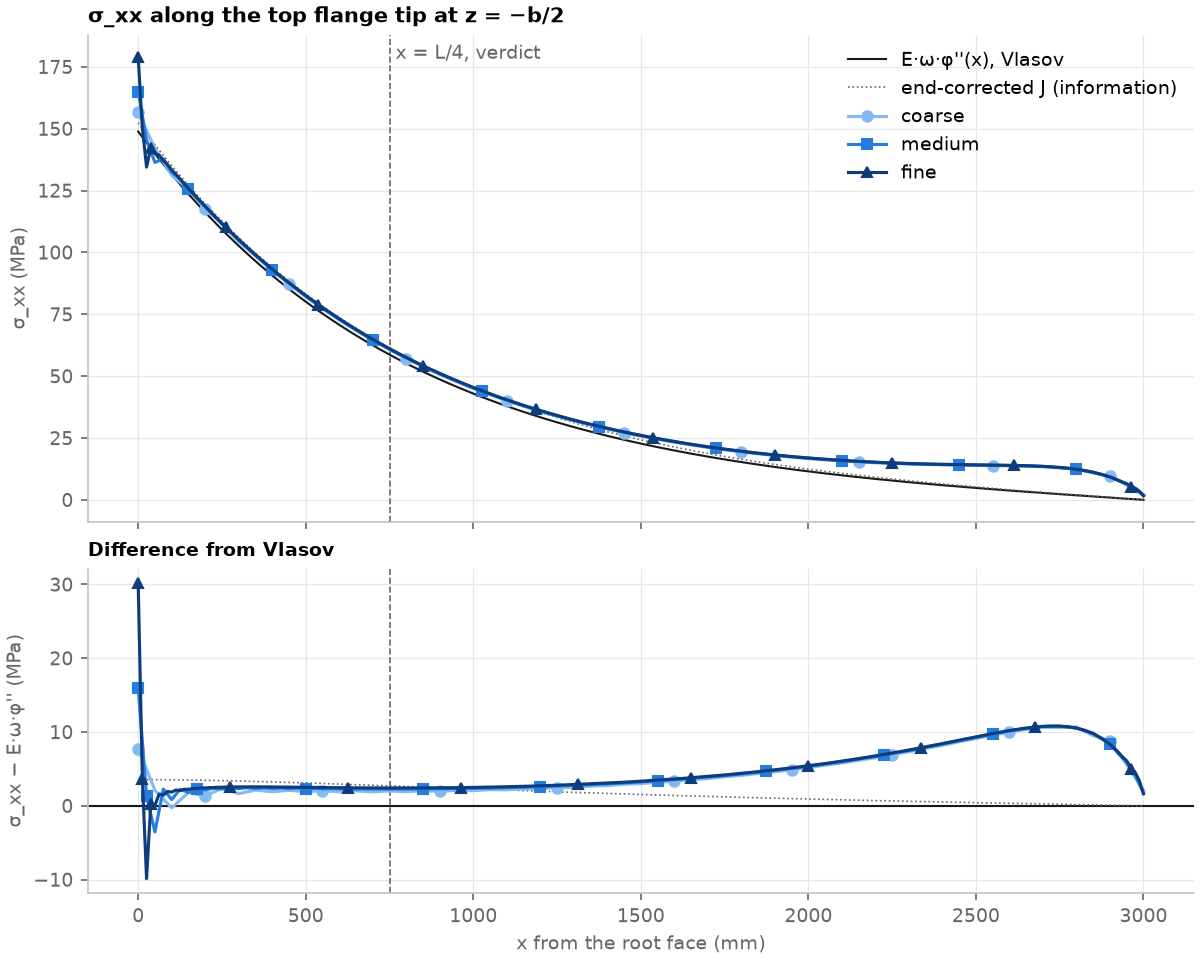 σ_xx along the top flange tip at z = −b/2
x = L/4, verdict
E·ω·φ''(x), Vlasov
end-corrected J (information)
coarse
medium
fine
σ_xx (MPa)
175
150
125
100
75
50
25
0
Difference from Vlasov
σ_xx − E·ω·φ'' (MPa)
30
20
10
0
−10
0
500
1000
1500
2000
2500
3000
x from the root face (mm)